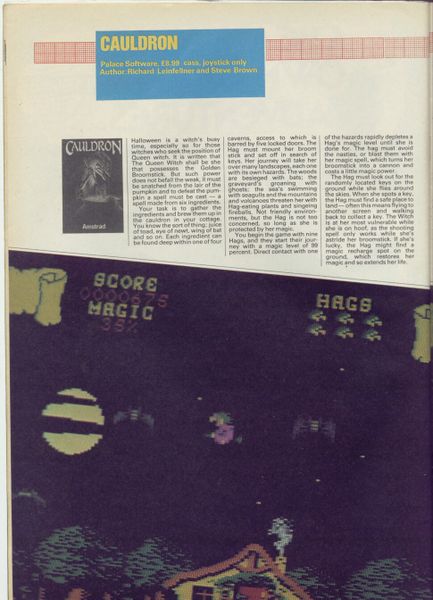 CAULDRON
Palace Software, £8.99 cass, joystick only
Author: Richard Leinfellner and Steve Brown
CAULDRON
Amstrad
Halloween is a witch's busy
time, especially as for those
witches who seek the position of
Queen witch. It is written that
The Queen Witch shall be she
that possesses the Golden
Broomstick. But such power
does not befall the weak, it must
be snatched from the lair of the
pumpkin and to defeat the pum-
pkin a spell must be cast — a
spell made from six ingredients.
Your task is to gather the
ingredients and brew them up in
the cauldron in your cottage.
You know the sort of thing; juice
of toad, eye of newt, wing of bat
and so on. Each ingredient can
be found deep within one of four
caverns, access to which is
barred by five locked doors. The
Hag must mount her broom
stick and set off in search of
keys. Her journey will take her
over many landscapes, each one
with its own hazards. The woods
are besieged with bats; the
graveyard's groaning with
ghosts; the sea's swimming
with seagulls and the mountains
and volcanoes threaten her with
Hag-eating plants and singeing
fireballs. Not friendly environ-
ments, but the Hag is not too
concerned, so long as she is
protected by her magic.
You begin the game with nine
Hags, and they start their jour-
ney with a magic level of 99
percent. Direct contact with one
of the hazards rapidly depletes a
Hag's magic level until she is
done for. The hag must avoid
the nasties, or blast them with
her magic spell, which turns her
broomstick into a cannon and
costs a little magic power.
The Hag must look out for the
randomly located keys on the
ground while she flies around
the skies. When she spots a key,
the Hag must find a safe place to
land — often this means flying to
another screen and walking
back to collect a key. The Witch
is at her most vulnerable while
she is on hoof, as the shooting
spell only works while she's
astride her broomstick. If she's
lucky, the Hag might find a
magic recharge spot on the
ground, which restores her
magic and so extends her life.
SCORE
MAGIC
35%
HAGS